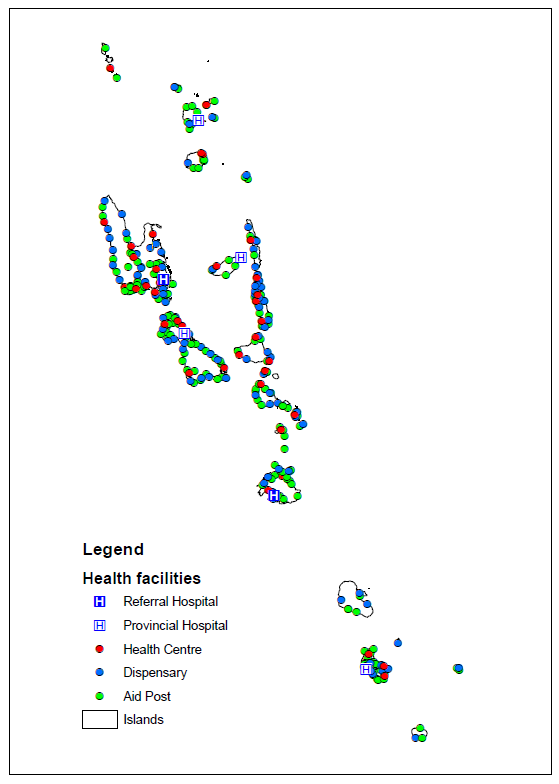 Legend
Health facilities
H Referral Hospital
H Provincial Hospital
Health Centre
Dispensary
Aid Post
Islands
H
H
H
H
H
H